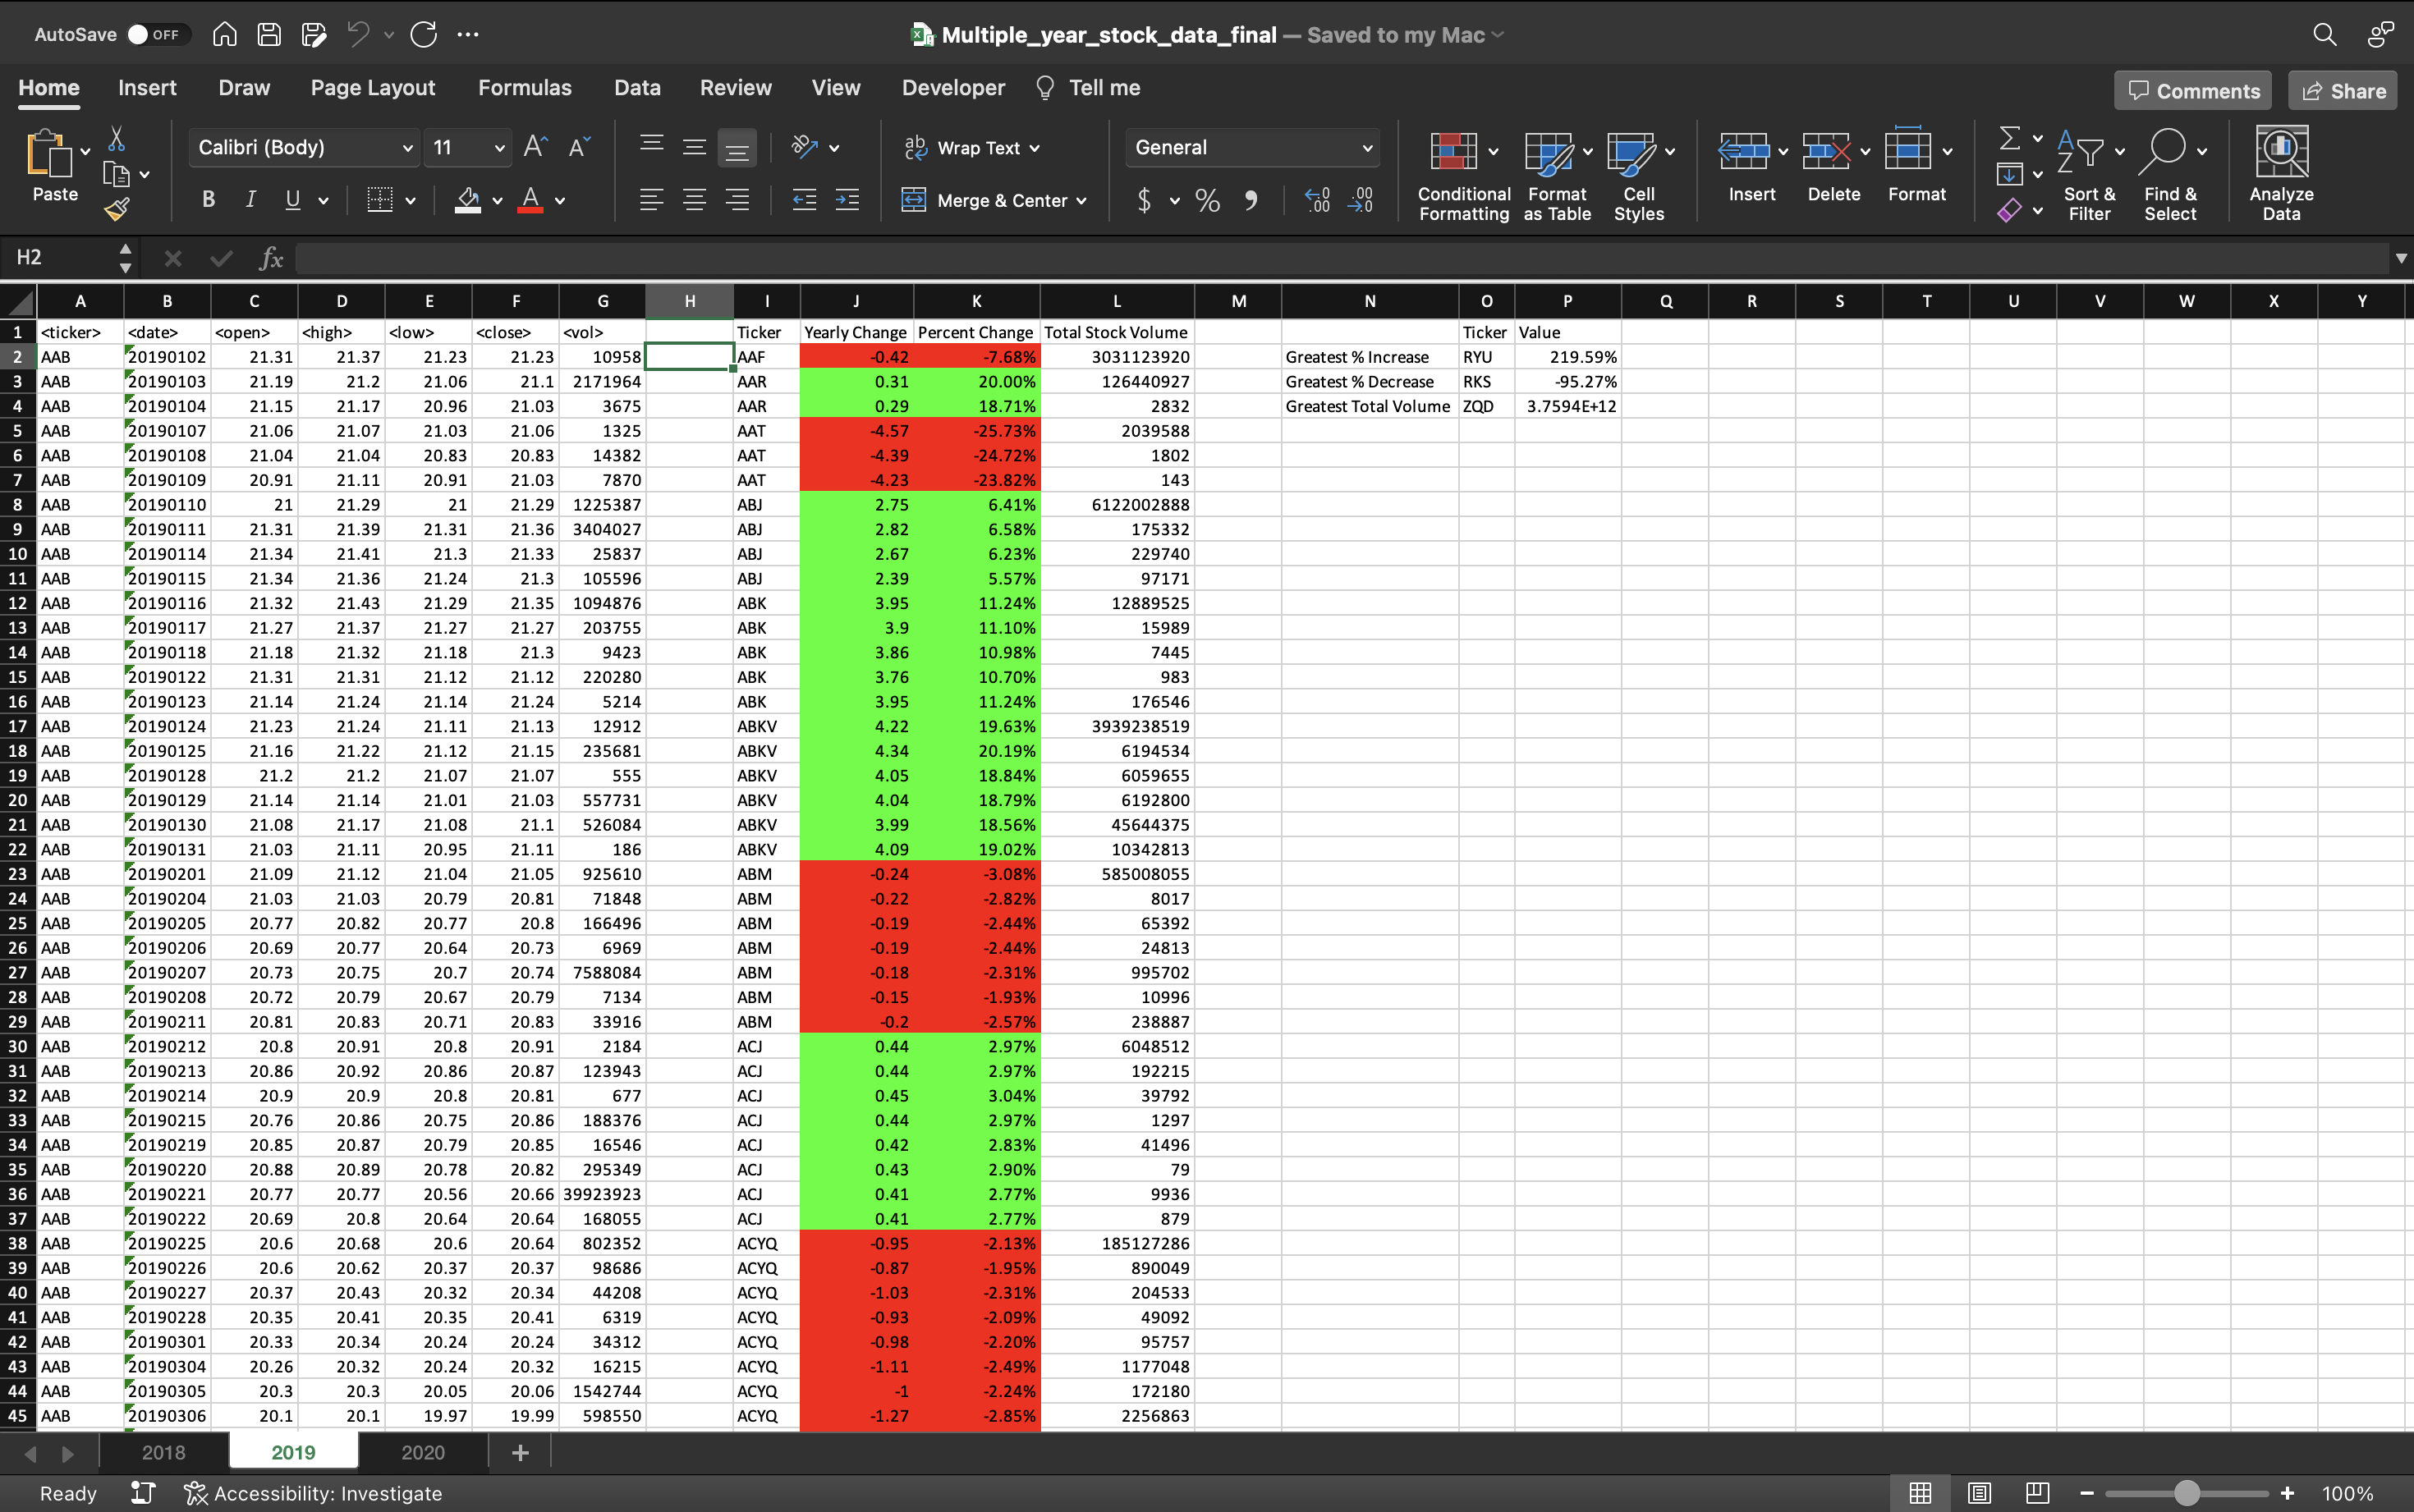 AutoSave OFF Multiple_year_stock_data_final — Saved to my Mac
Home Insert Draw Page Layout Formulas Data Review View Developer Tell me Comments Share
Paste Calibri (Body) 11 Wrap Text General Conditional Formatting Format as Table Cell Styles Insert Delete Format Sort & Filter Find & Select Analyze Data
B I U A Merge & Center $ % 9
H2 fx
A B C D E F G H I J K L M N O P Q R S T U V W X Y
1 <ticker> <date> <open> <high> <low> <close> <vol> Ticker Yearly Change Percent Change Total Stock Volume Ticker Value
2 AAB 20190102 21.31 21.37 21.23 21.23 10958 AAF -0.42 -7.68% 3031123920 Greatest % Increase RYU 219.59%
3 AAB 20190103 21.19 21.2 21.06 21.1 2171964 AAR 0.31 20.00% 126440927 Greatest % Decrease RKS -95.27%
4 AAB 20190104 21.15 21.17 20.96 21.03 3675 AAR 0.29 18.71% 2832 Greatest Total Volume ZQD 3.7594E+12
5 AAB 20190107 21.06 21.07 21.03 21.06 1325 AAT -4.57 -25.73% 2039588
6 AAB 20190108 21.04 21.04 20.83 20.83 14382 AAT -4.39 -24.72% 1802
7 AAB 20190109 20.91 21.11 20.91 21.03 7870 AAT -4.23 -23.82% 143
8 AAB 20190110 21 21.29 21 21.29 1225387 ABJ 2.75 6.41% 6122002888
9 AAB 20190111 21.31 21.39 21.31 21.36 3404027 ABJ 2.82 6.58% 175332
10 AAB 20190114 21.34 21.41 21.3 21.33 25837 ABJ 2.67 6.23% 229740
11 AAB 20190115 21.34 21.36 21.24 21.3 105596 ABJ 2.39 5.57% 97171
12 AAB 20190116 21.32 21.43 21.29 21.35 1094876 ABK 3.95 11.24% 12889525
13 AAB 20190117 21.27 21.37 21.27 21.27 203755 ABK 3.9 11.10% 15989
14 AAB 20190118 21.18 21.32 21.18 21.3 9423 ABK 3.86 10.98% 7445
15 AAB 20190122 21.31 21.31 21.12 21.12 220280 ABK 3.76 10.70% 983
16 AAB 20190123 21.14 21.24 21.14 21.24 5214 ABK 3.95 11.24% 176546
17 AAB 20190124 21.23 21.24 21.11 21.13 12912 ABKV 4.22 19.63% 3939238519
18 AAB 20190125 21.16 21.22 21.12 21.15 235681 ABKV 4.34 20.19% 6194534
19 AAB 20190128 21.2 21.2 21.07 21.07 555 ABKV 4.05 18.84% 6059655
20 AAB 20190129 21.14 21.14 21.01 21.03 557731 ABKV 4.04 18.79% 6192800
21 AAB 20190130 21.08 21.17 21.08 21.1 526084 ABKV 3.99 18.56% 45644375
22 AAB 20190131 21.03 21.11 20.95 21.11 186 ABKV 4.09 19.02% 10342813
23 AAB 20190201 21.09 21.12 21.04 21.05 925610 ABM -0.24 -3.08% 585008055
24 AAB 20190204 21.03 21.03 20.79 20.81 71848 ABM -0.22 -2.82% 8017
25 AAB 20190205 20.77 20.82 20.77 20.8 166496 ABM -0.19 -2.44% 65392
26 AAB 20190206 20.69 20.77 20.64 20.73 6969 ABM -0.19 -2.44% 24813
27 AAB 20190207 20.73 20.75 20.7 20.74 7588084 ABM -0.18 -2.31% 995702
28 AAB 20190208 20.72 20.79 20.67 20.79 7134 ABM -0.15 -1.93% 10996
29 AAB 20190211 20.81 20.83 20.71 20.83 33916 ABM -0.2 -2.57% 238887
30 AAB 20190212 20.8 20.91 20.8 20.91 2184 ACJ 0.44 2.97% 6048512
31 AAB 20190213 20.86 20.92 20.86 20.87 123943 ACJ 0.44 2.97% 192215
32 AAB 20190214 20.9 20.9 20.8 20.81 677 ACJ 0.45 3.04% 39792
33 AAB 20190215 20.76 20.86 20.75 20.86 188376 ACJ 0.44 2.97% 1297
34 AAB 20190219 20.85 20.87 20.79 20.85 16546 ACJ 0.42 2.83% 41496
35 AAB 20190220 20.88 20.89 20.78 20.82 295349 ACJ 0.43 2.90% 79
36 AAB 20190221 20.77 20.77 20.56 20.66 39923923 ACJ 0.41 2.77% 9936
37 AAB 20190222 20.69 20.8 20.64 20.64 168055 ACJ 0.41 2.77% 879
38 AAB 20190225 20.6 20.68 20.6 20.64 802352 ACYQ -0.95 -2.13% 185127286
39 AAB 20190226 20.6 20.62 20.37 20.37 98686 ACYQ -0.87 -1.95% 890049
40 AAB 20190227 20.37 20.43 20.32 20.34 44208 ACYQ -1.03 -2.31% 204533
41 AAB 20190228 20.35 20.41 20.35 20.41 6319 ACYQ -0.93 -2.09% 49092
42 AAB 20190301 20.33 20.34 20.24 20.24 34312 ACYQ -0.98 -2.20% 95757
43 AAB 20190304 20.26 20.32 20.24 20.32 16215 ACYQ -1.11 -2.49% 1177048
44 AAB 20190305 20.3 20.3 20.05 20.06 1542744 ACYQ -1 -2.24% 172180
45 AAB 20190306 20.1 20.1 19.97 19.99 598550 ACYQ -1.27 -2.85% 2256863
2018 2019 2020 +
Ready Accessibility: Investigate 100%